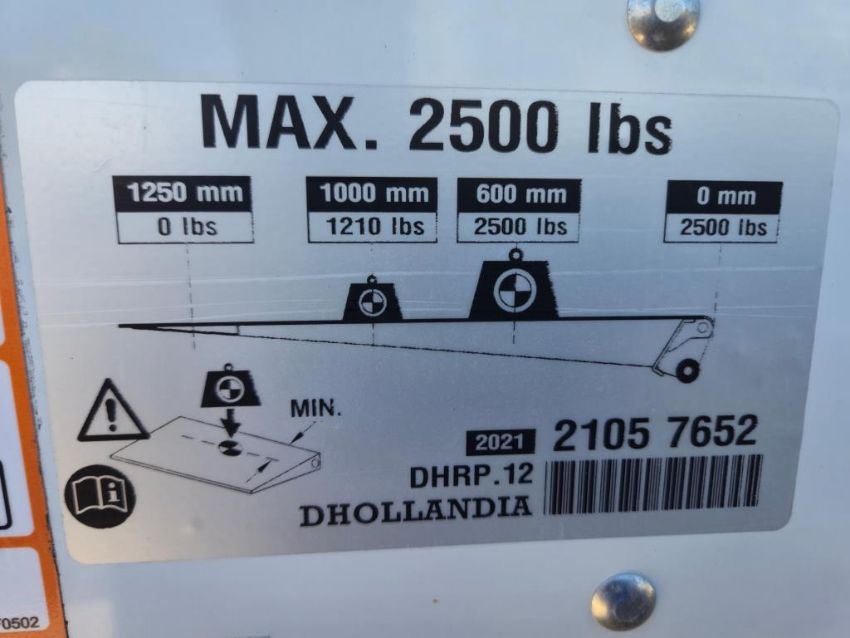 MAX. 2500 lbs
1250 mm 1000 mm 600 mm 0 mm
0 lbs 1210 lbs 2500 lbs 2500 lbs
MIN.
2021 2105 7652
DHRP.12
DHOLLANDIA
0502